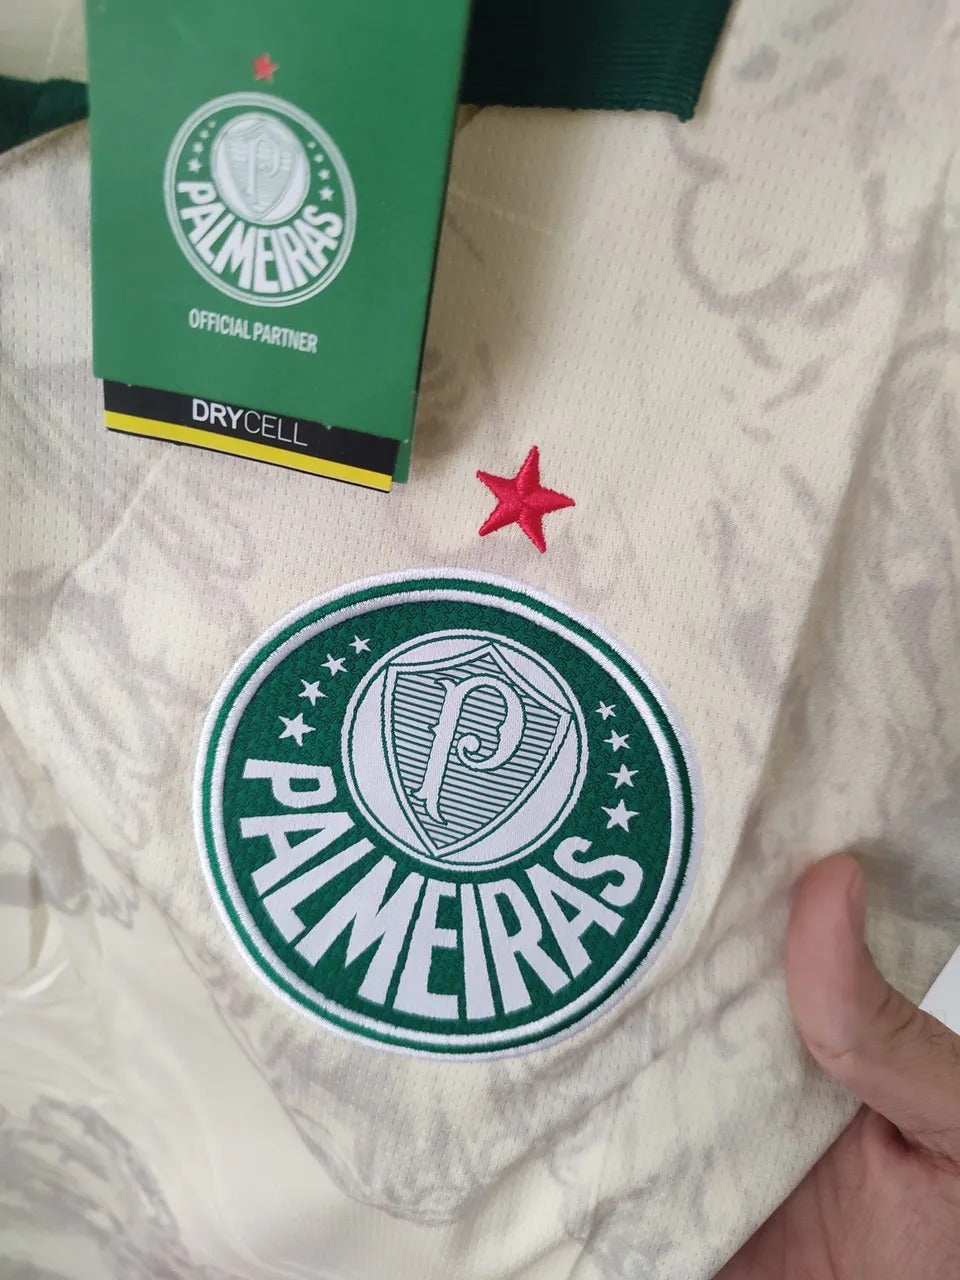 P
PALMEIRAS
OFFICIAL PARTNER
DRYCELL
P
PALMEIRAS